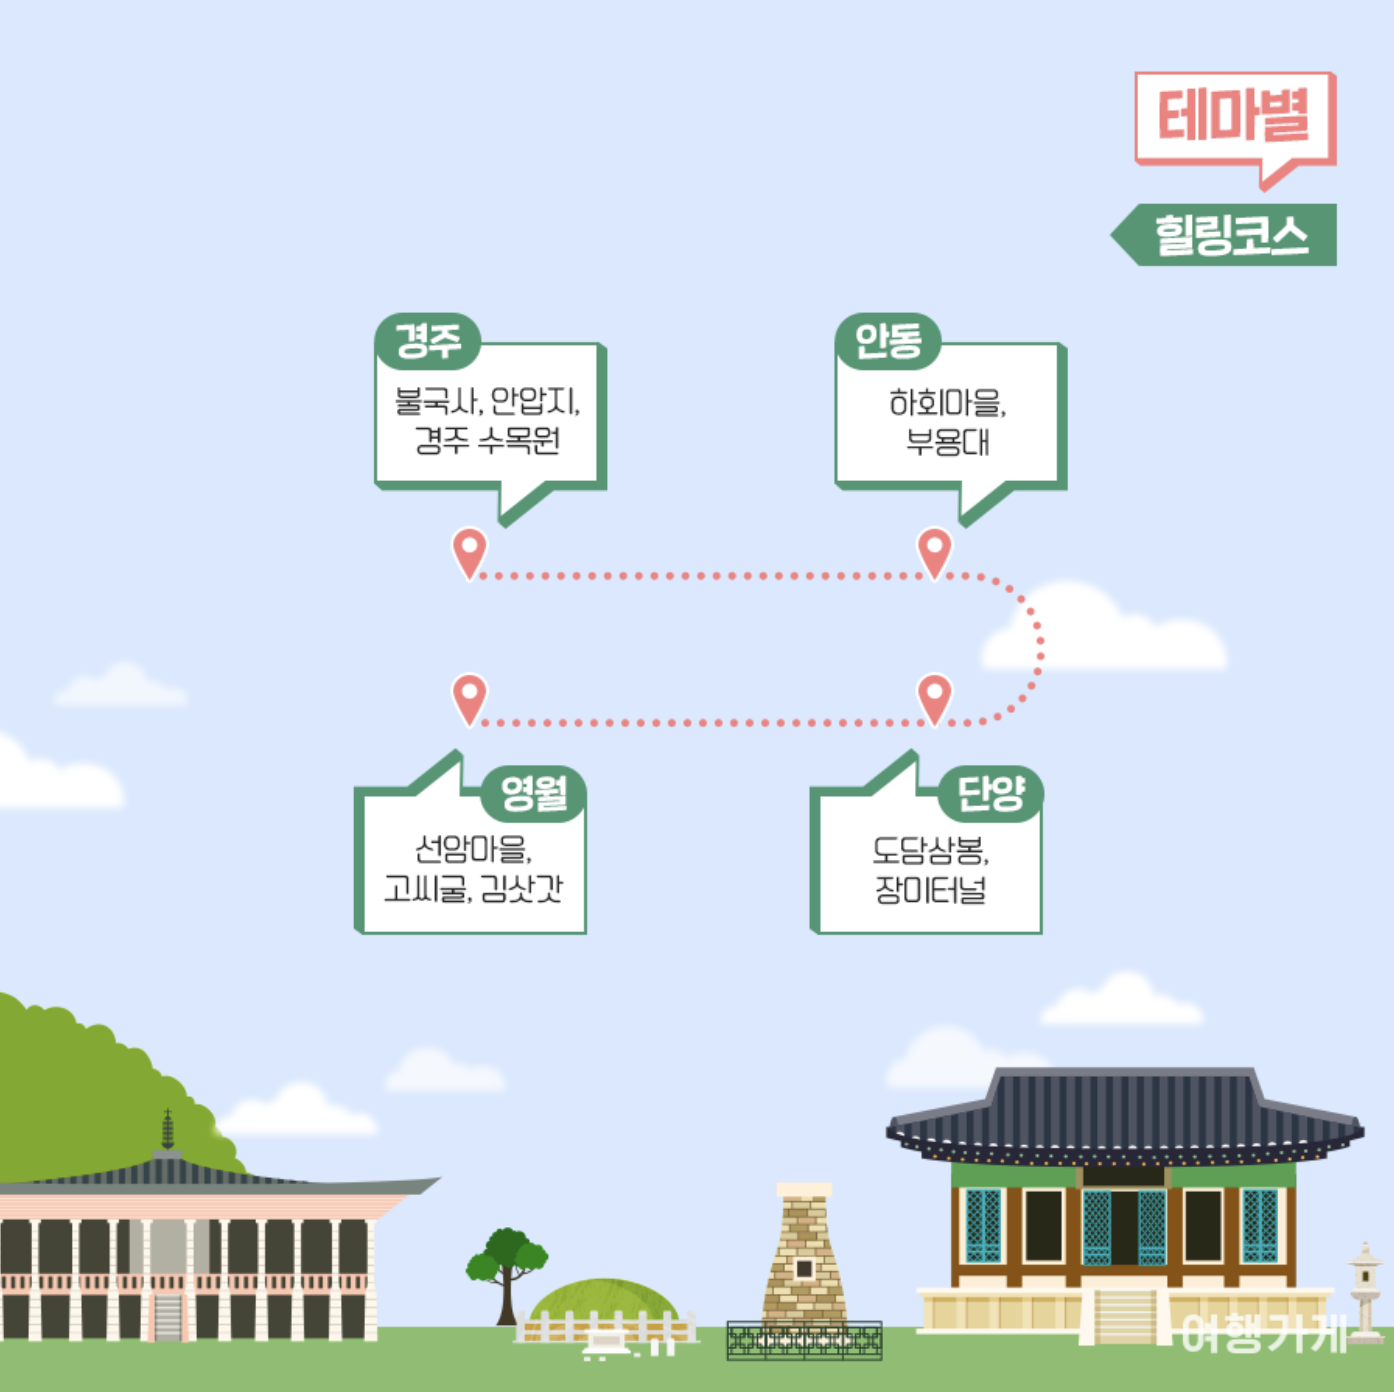 테마별
힐링코스
경주
불국사, 안압지,
경주 수목원
안동
하회마을,
부용대
단양
도담삼봉,
장미터널
영월
선암마을,
고씨굴, 김삿갓
여행가게